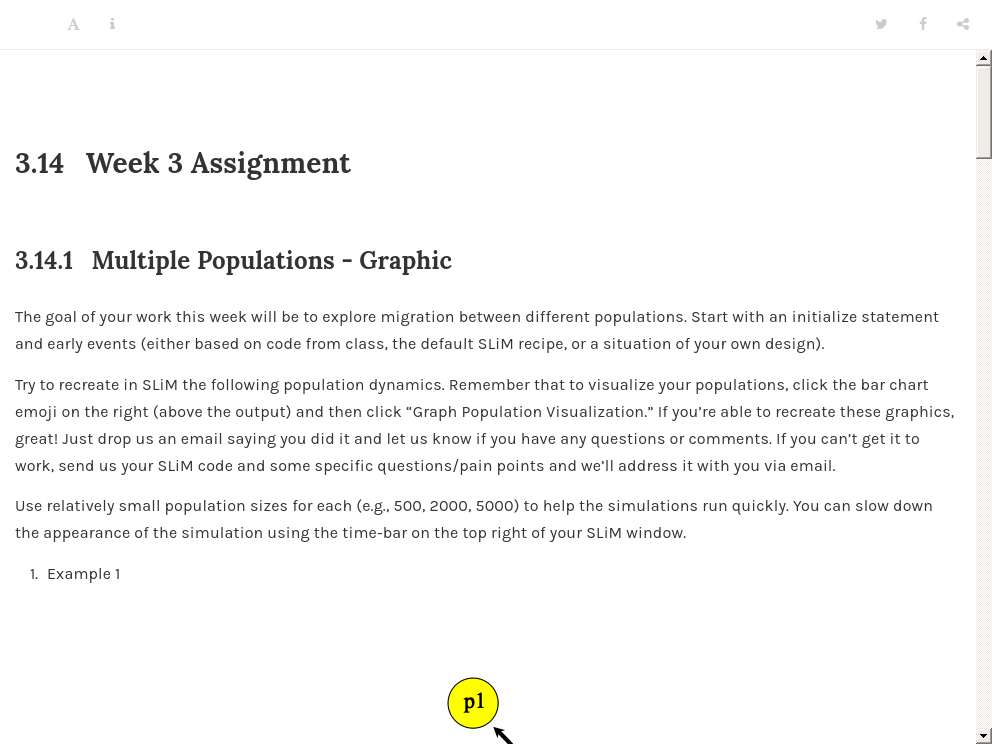 3.14 Week 3 Assignment
3.14.1 Multiple Populations - Graphic
The goal of your work this week will be to explore migration between different populations. Start with an initialize statement
and early events (either based on code from class, the default SLiM recipe, or a situation of your own design).
Try to recreate in SLiM the following population dynamics. Remember that to visualize your populations, click the bar chart
emoji on the right (above the output) and then click “Graph Population Visualization.” If you’re able to recreate these graphics,
great! Just drop us an email saying you did it and let us know if you have any questions or comments. If you can’t get it to
work, send us your SLiM code and some specific questions/pain points and we’ll address it with you via email.
Use relatively small population sizes for each (e.g., 500, 2000, 5000) to help the simulations run quickly. You can slow down
the appearance of the simulation using the time-bar on the top right of your SLiM window.
1. Example 1
p1